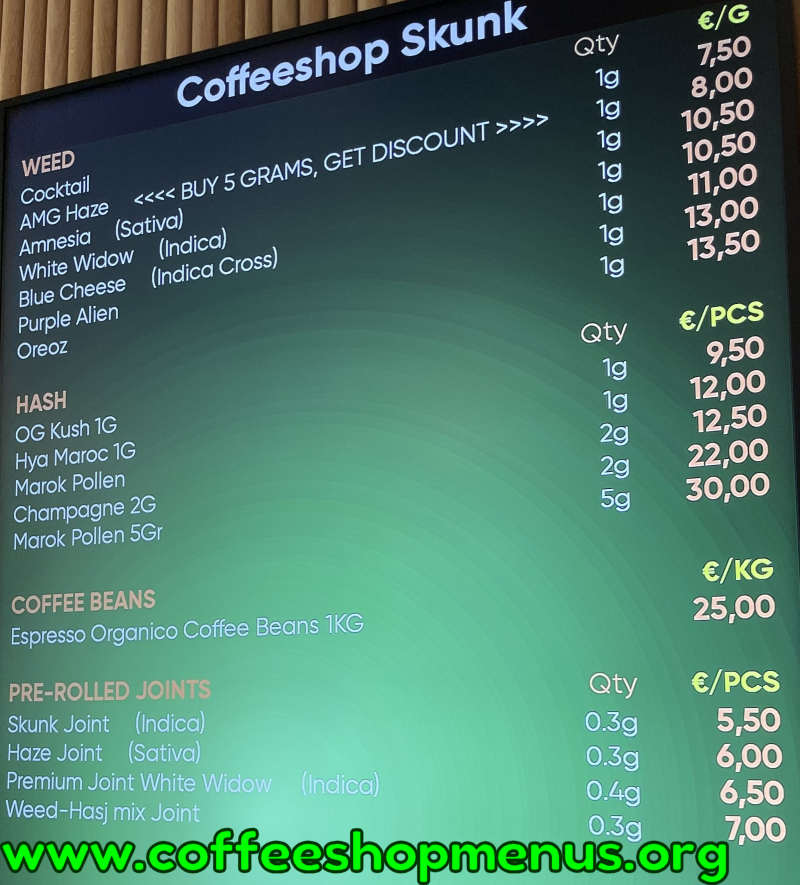 Coffeeshop Skunk
WEED Qty €/G
Cocktail 1g 7,50
AMG Haze <<<< BUY 5 GRAMS, GET DISCOUNT >>>> 1g 8,00
Amnesia (Sativa) 1g 10,50
White Widow (Indica) 1g 10,50
Blue Cheese (Indica Cross) 1g 11,00
Purple Alien 1g 13,00
Oreoz 1g 13,50
HASH Qty €/PCS
OG Kush 1G 1g 9,50
Hya Maroc 1G 1g 12,00
Marok Pollen 2g 12,50
Champagne 2G 2g 22,00
Marok Pollen 5Gr 5g 30,00
COFFEE BEANS €/KG
Espresso Organico Coffee Beans 1KG 25,00
PRE-ROLLED JOINTS Qty €/PCS
Skunk Joint (Indica) 0.3g 5,50
Haze Joint (Sativa) 0.3g 6,00
Premium Joint White Widow (Indica) 0.4g 6,50
Weed-Hasj mix Joint 0.3g 7,00
www.coffeeshopmenus.org